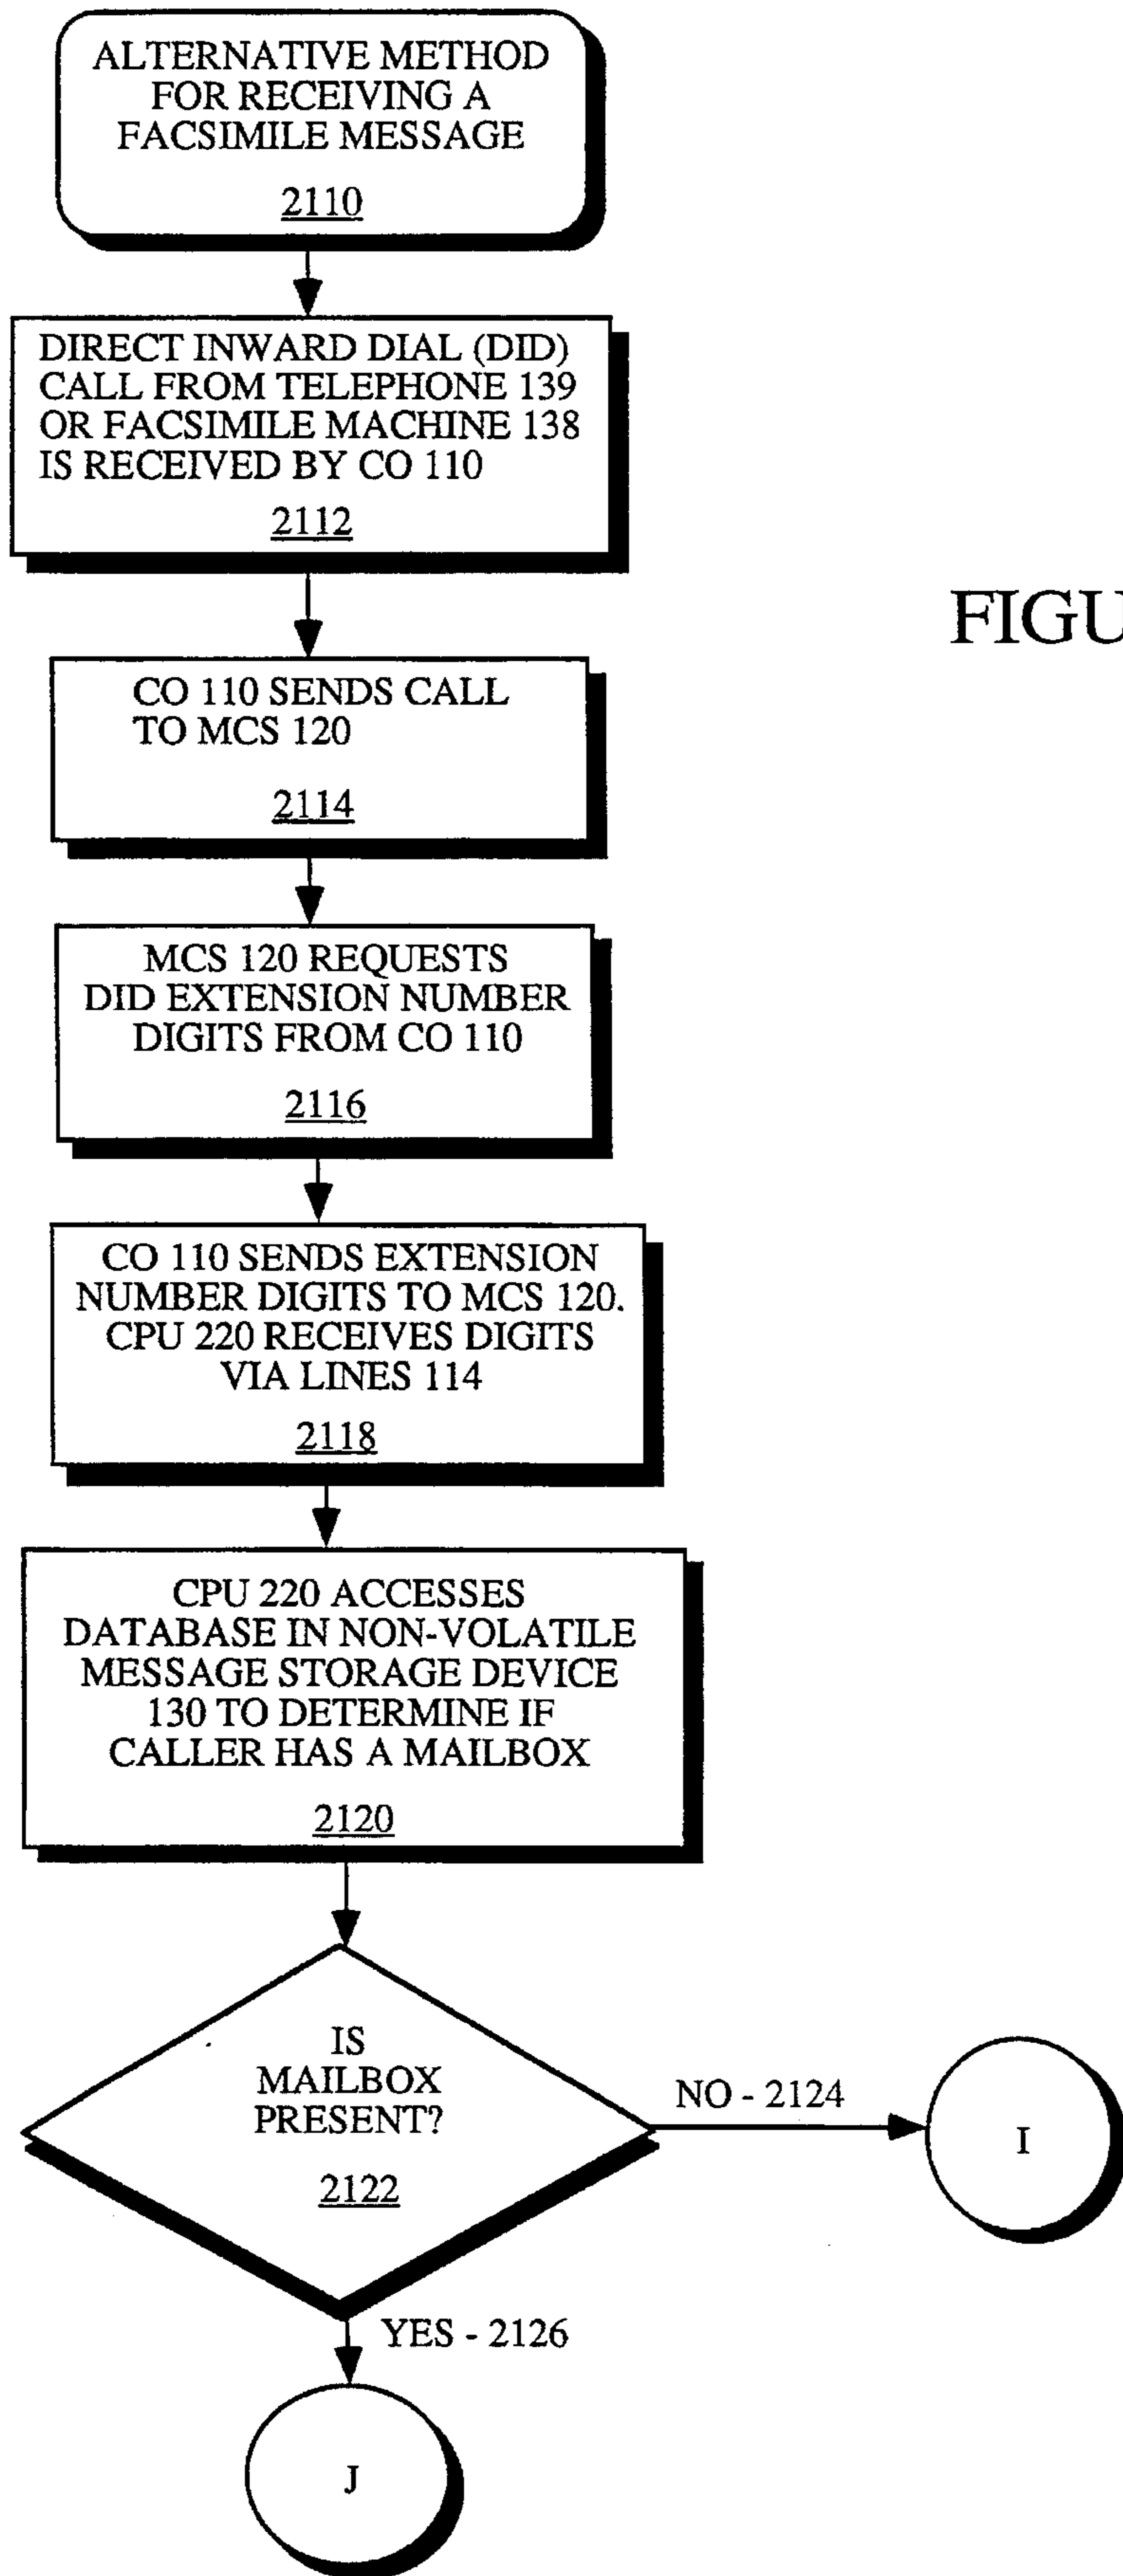 ALTERNATIVE METHOD
FOR RECEIVING A
FACSIMILE MESSAGE
2110
DIRECT INWARD DIAL (DID)
CALL FROM TELEPHONE 139
OR FACSIMILE MACHINE 138
IS RECEIVED BY CO 110
2112
FIGU
CO 110 SENDS CALL
TO MCS 120
2114
MCS 120 REQUESTS
DID EXTENSION NUMBER
DIGITS FROM CO 110
2116
CO 110 SENDS EXTENSION
NUMBER DIGITS TO MCS 120.
CPU 220 RECEIVES DIGITS
VIA LINES 114
2118
CPU 220 ACCESSES
DATABASE IN NON-VOLATILE
MESSAGE STORAGE DEVICE
130 TO DETERMINE IF
CALLER HAS A MAILBOX
2120
IS
MAILBOX
PRESENT?
2122
NO - 2124
I
YES - 2126
J